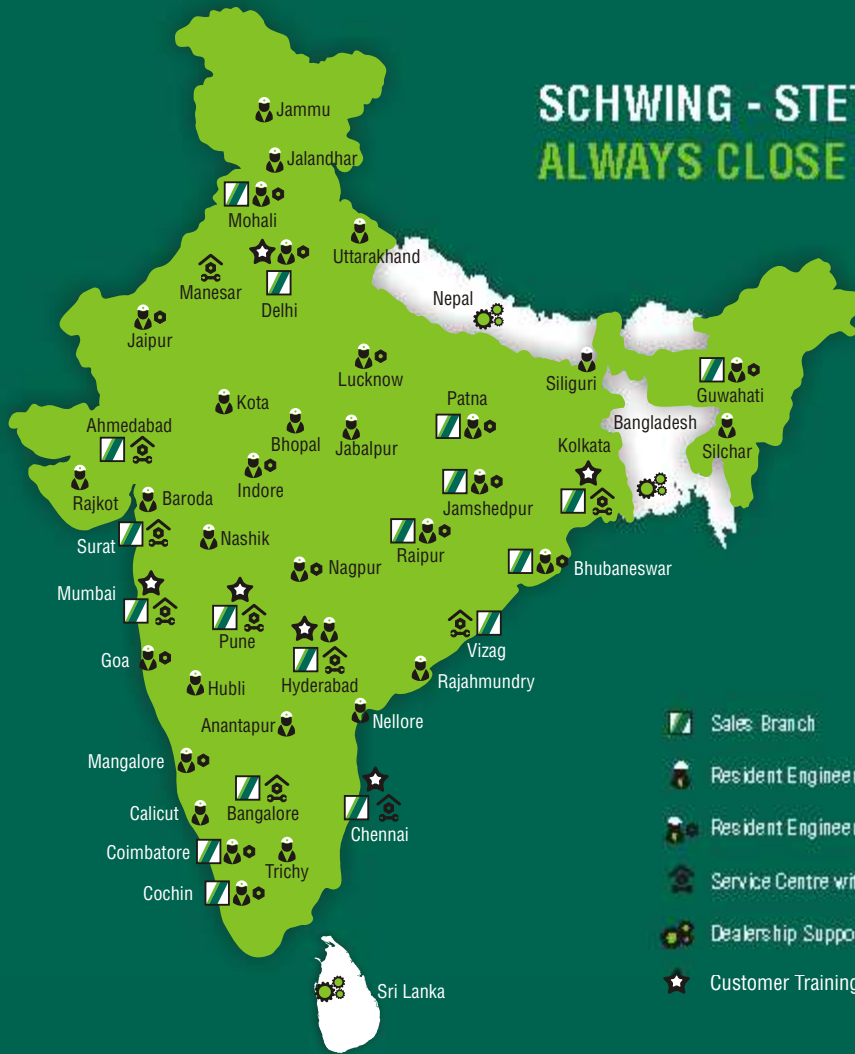 SCHWING - STET
ALWAYS CLOSE
Jammu
Jalandhar
Mohali
Uttarakhand
Manesar
Delhi
Nepal
Jaipur
Lucknow
Siliguri
Guwahati
Kota
Patna
Ahmedabad
Bhopal
Jabalpur
Bangladesh
Kolkata
Silchar
Indore
Rajkot
Baroda
Jamshedpur
Surat
Nashik
Raipur
Nagpur
Bhubaneswar
Mumbai
Pune
Vizag
Goa
Hyderabad
Rajahmundry
Hubli
Anantapur
Nellore
Mangalore
Bangalore
Calicut
Chennai
Coimbatore
Trichy
Cochin
Sri Lanka
Sales Branch
Resident Engineer
Resident Engineer
Service Centre wit
Dealership Suppo
Customer Training